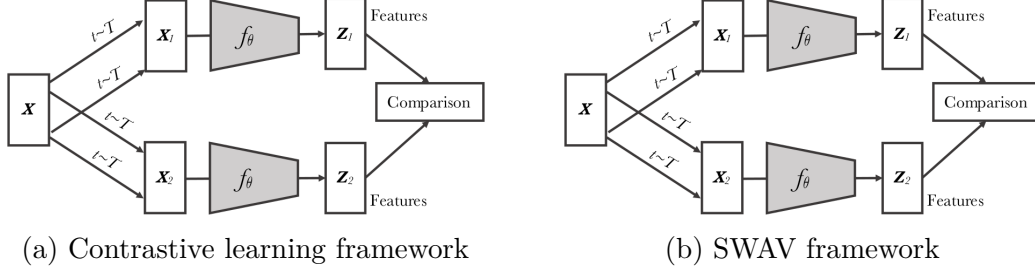 t~T
X₁
fθ
Z₁
Features
t~T
X
Comparison
t~T
t~T
X₂
fθ
Z₂
Features
(a) Contrastive learning framework
t~T
X₁
fθ
Z₁
Features
t~T
X
Comparison
t~T
t~T
X₂
fθ
Z₂
Features
(b) SWAV framework